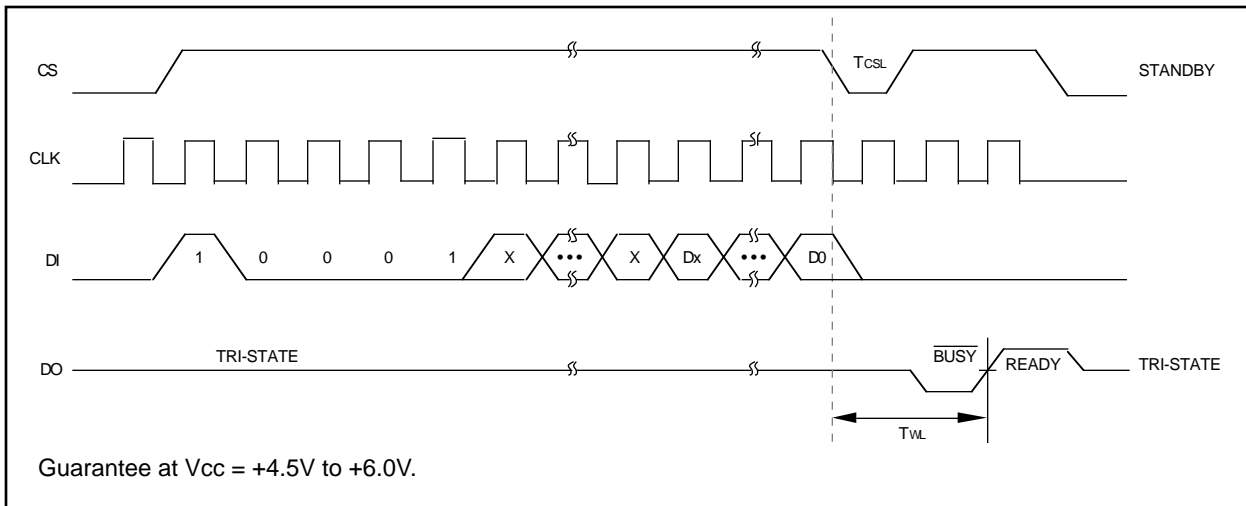 CS TCSL STANDBY
CLK
DI 1 0 0 0 1 X ••• X Dx ••• D0
TRI-STATE BUSY READY
DO TRI-STATE
TWL
Guarantee at Vcc = +4.5V to +6.0V.